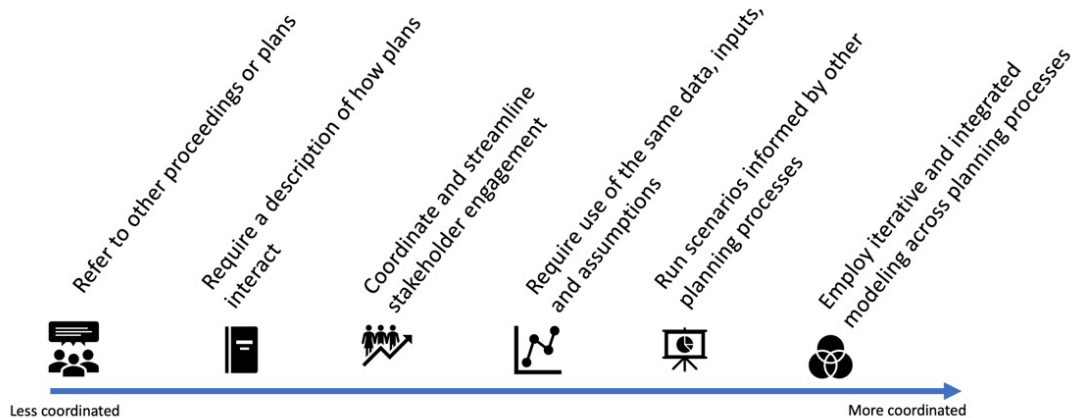 Refer to other proceedings or plans
Require a description of how plans
interact
Coordinate and streamline
stakeholder engagement
Require use of the same data, inputs,
and assumptions
Run scenarios informed by other
planning processes
Employ iterative and integrated
modeling across planning processes
Less coordinated
More coordinated